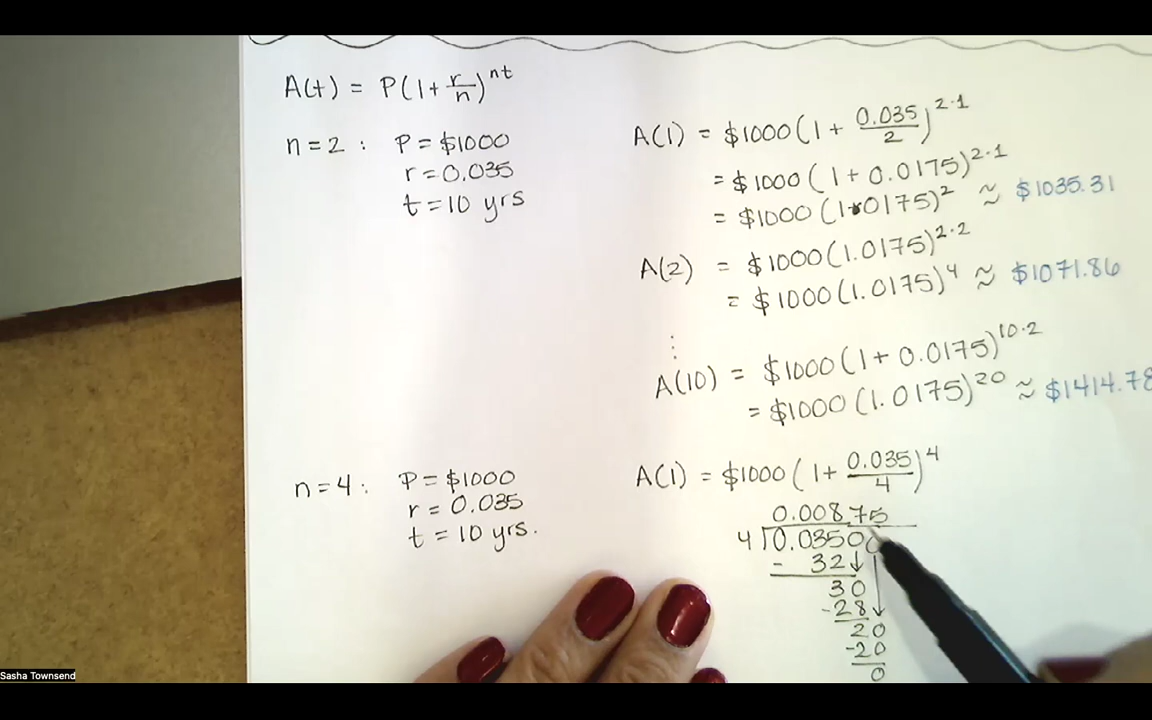 A(t) = P(1 + r/n)^nt
n = 2 : P = $1000
r = 0.035
t = 10 yrs
A(1) = $1000(1 + 0.035/2)^2·1
= $1000(1 + 0.0175)^2·1
= $1000(1.0175)^2 ≈ $1035.31
A(2) = $1000(1.0175)^2·2
= $1000(1.0175)^4 ≈ $1071.86
⋮
A(10) = $1000(1 + 0.0175)^10·2
= $1000(1.0175)^20 ≈ $1414.78
n = 4 : P = $1000
r = 0.035
t = 10 yrs.
A(1) = $1000(1 + 0.035/4)^4
0.00875
4 ) 0.03500
- 32
30
-28
20
-20
0
Sasha Townsend